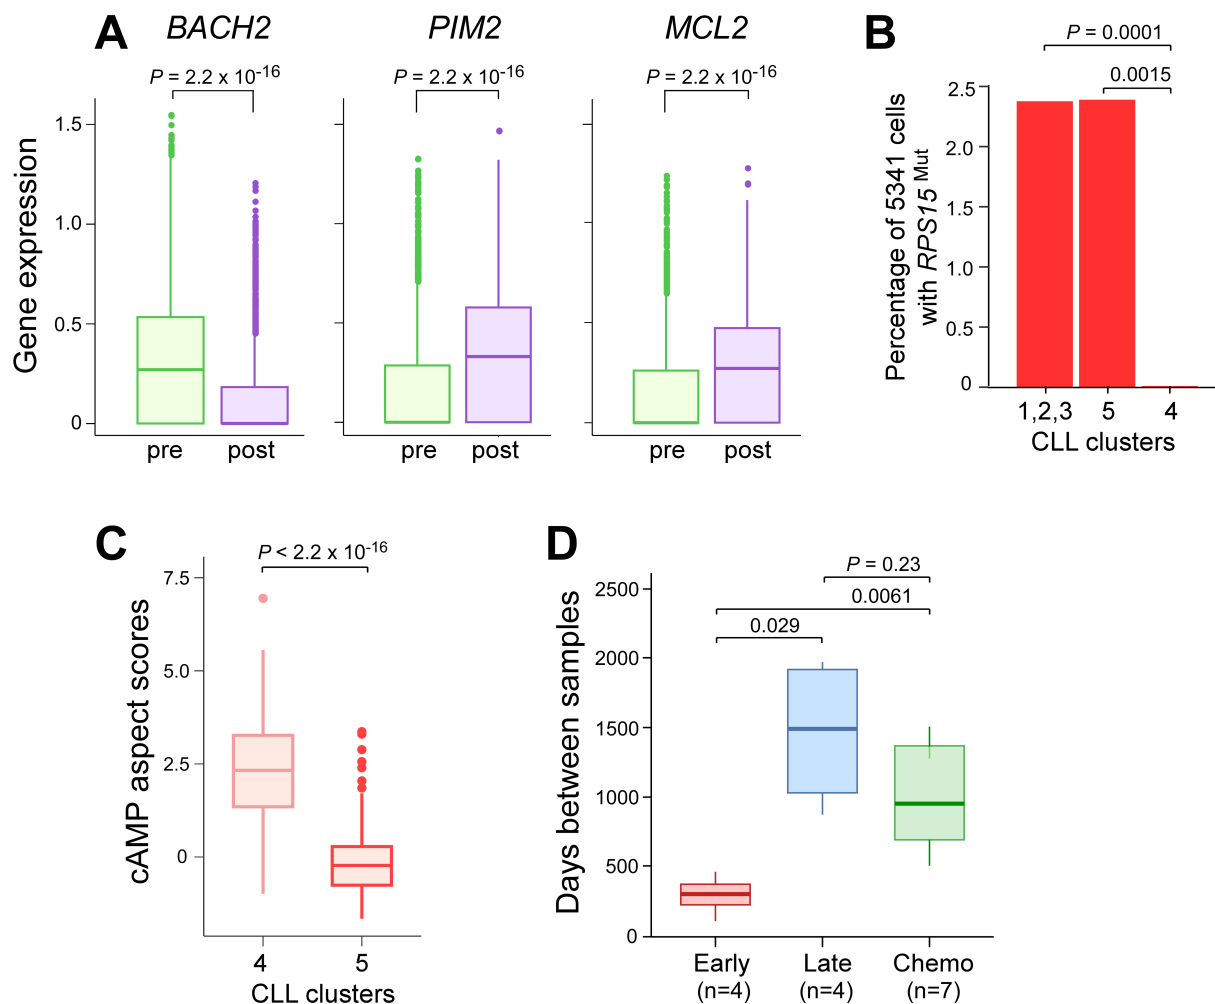 A
BACH2
PIM2
MCL2
P = 2.2 x 10-16
P = 2.2 x 10-16
P = 2.2 x 10-16
Gene expression
1.5
1.0
0.5
0
pre
post
pre
post
pre
post
B
P = 0.0001
0.0015
Percentage of 5341 cells
with RPS15 Mut
2.5
2.0
1.5
1.0
0.5
0
1,2,3
5
4
CLL clusters
C
P < 2.2 x 10-16
cAMP aspect scores
7.5
5.0
2.5
0
4
5
CLL clusters
D
P = 0.23
0.0061
0.029
Days between samples
2500
2000
1500
1000
500
0
Early
(n=4)
Late
(n=4)
Chemo
(n=7)